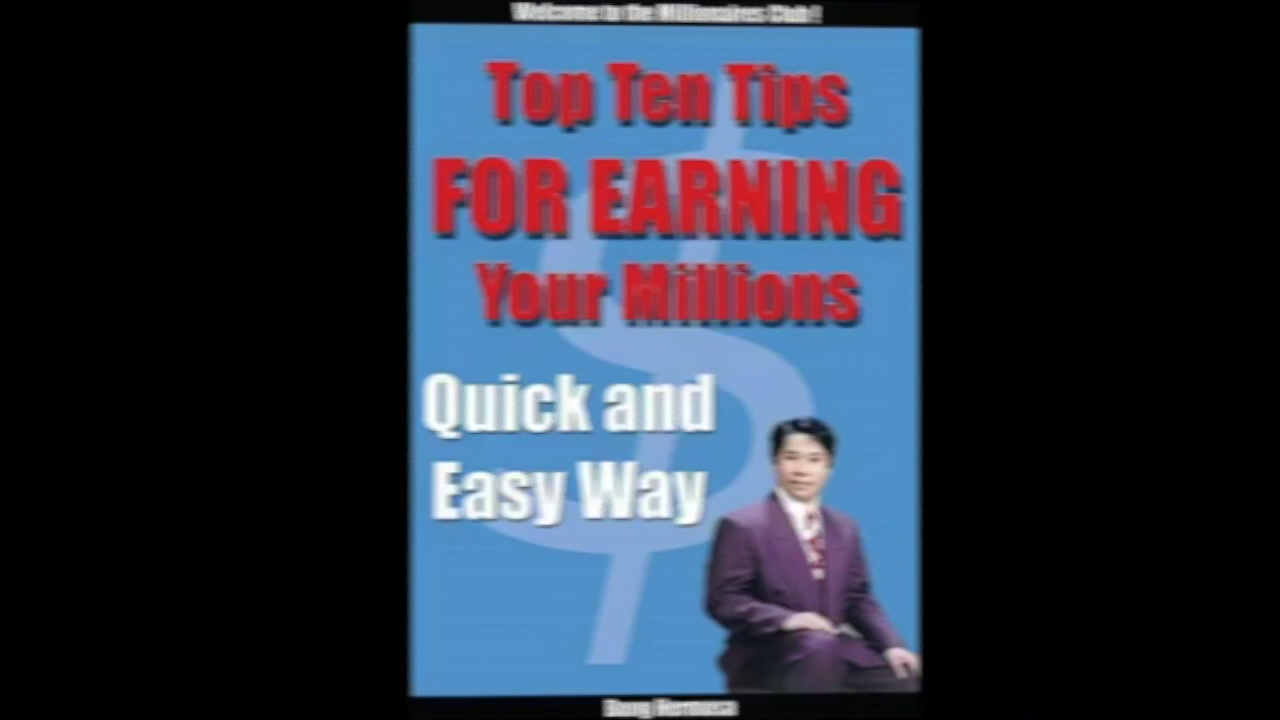 Welcome to the Millionaires Club!
Top Ten Tips
FOR EARNING
Your Millions
Quick and
Easy Way